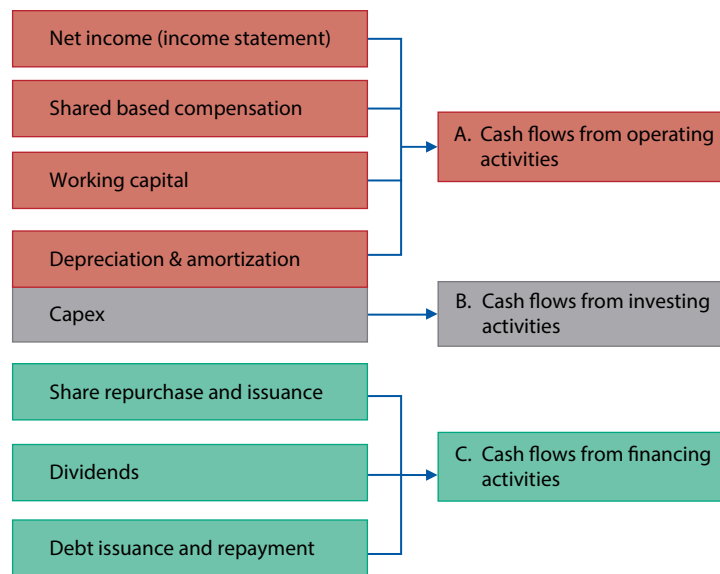 Net income (income statement)
Shared based compensation
Working capital
Depreciation & amortization
Capex
Share repurchase and issuance
Dividends
Debt issuance and repayment
A. Cash flows from operating
activities
B. Cash flows from investing
activities
C. Cash flows from financing
activities